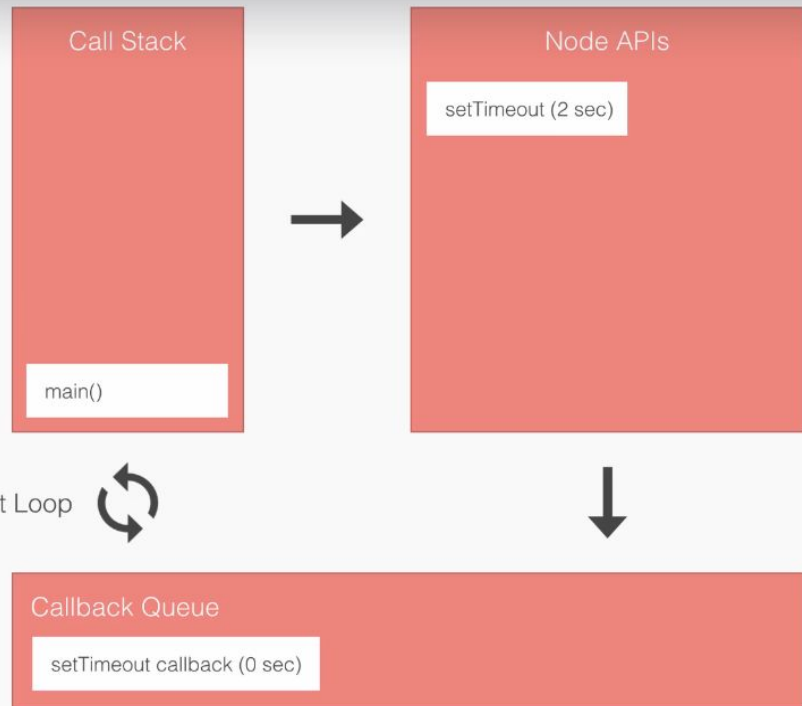 Call Stack
Node APIs
setTimeout (2 sec)
main()
t Loop
Callback Queue
setTimeout callback (0 sec)